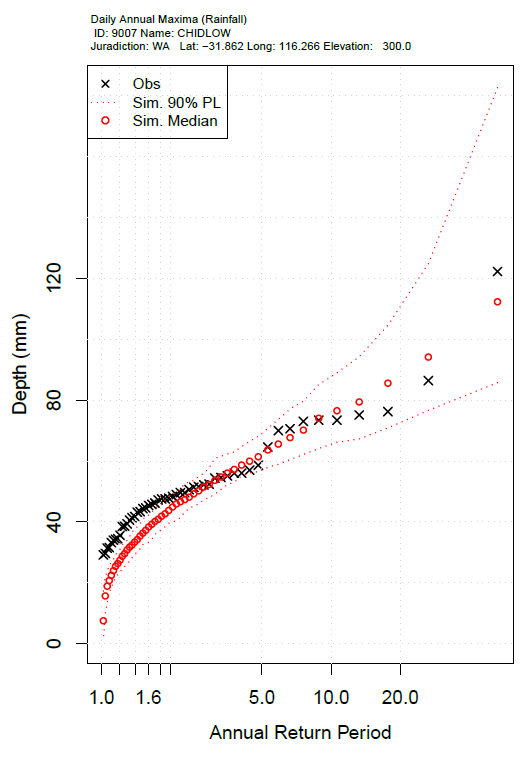 Daily Annual Maxima (Rainfall)
ID: 9007 Name: CHIDLOW
Juradiction: WA Lat: −31.862 Long: 116.266 Elevation: 300.0
Obs
Sim. 90% PL
Sim. Median
Depth (mm)
120
80
40
0
1.0 1.6 5.0 10.0 20.0
Annual Return Period